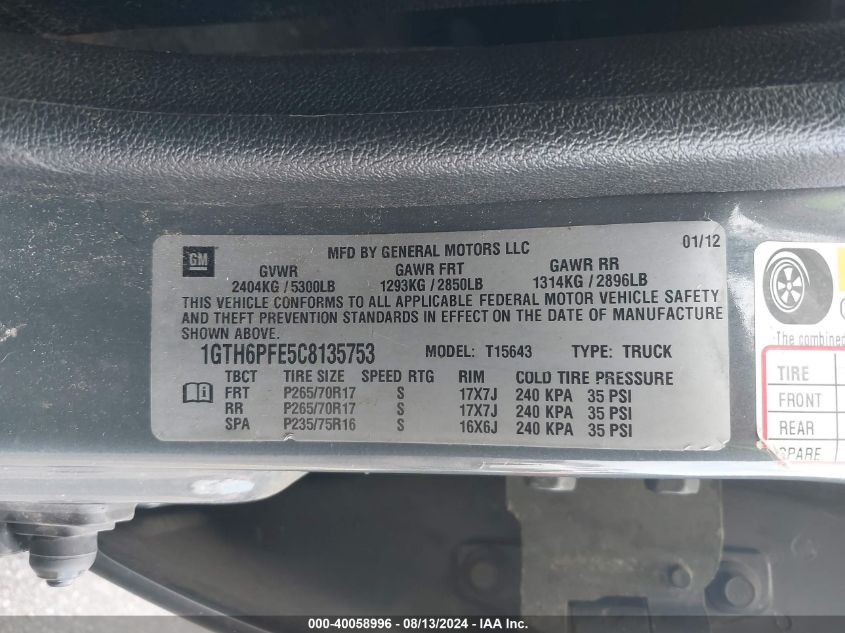 GM
MFD BY GENERAL MOTORS LLC 01/12
GVWR GAWR FRT GAWR RR
2404KG / 5300LB 1293KG / 2850LB 1314KG / 2896LB
THIS VEHICLE CONFORMS TO ALL APPLICABLE FEDERAL MOTOR VEHICLE SAFETY
AND THEFT PREVENTION STANDARDS IN EFFECT ON THE DATE OF MANUFACTURE
SHOWN ABOVE.
1GTH6PFE5C8135753 MODEL: T15643 TYPE: TRUCK
TBCT TIRE SIZE SPEED RTG RIM COLD TIRE PRESSURE
FRT P265/70R17 S 17X7J 240 KPA 35 PSI
RR P265/70R17 S 17X7J 240 KPA 35 PSI
SPA P235/75R16 S 16X6J 240 KPA 35 PSI
The combined
TIRE
FRONT
REAR
SPARE
000-40058996 - 08/13/2024 - IAA Inc.